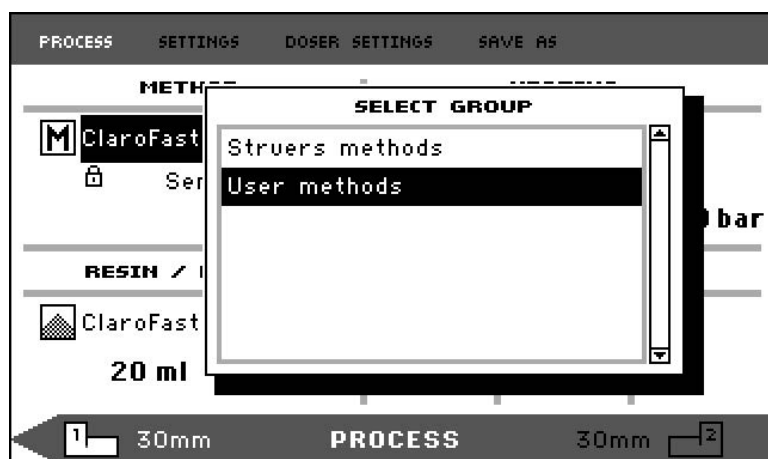 PROCESS SETTINGS DOSER SETTINGS SAVE AS
SELECT GROUP
Struers methods
User methods
M ClaroFast
bar
ClaroFast
20 ml
1 30mm PROCESS 30mm 2